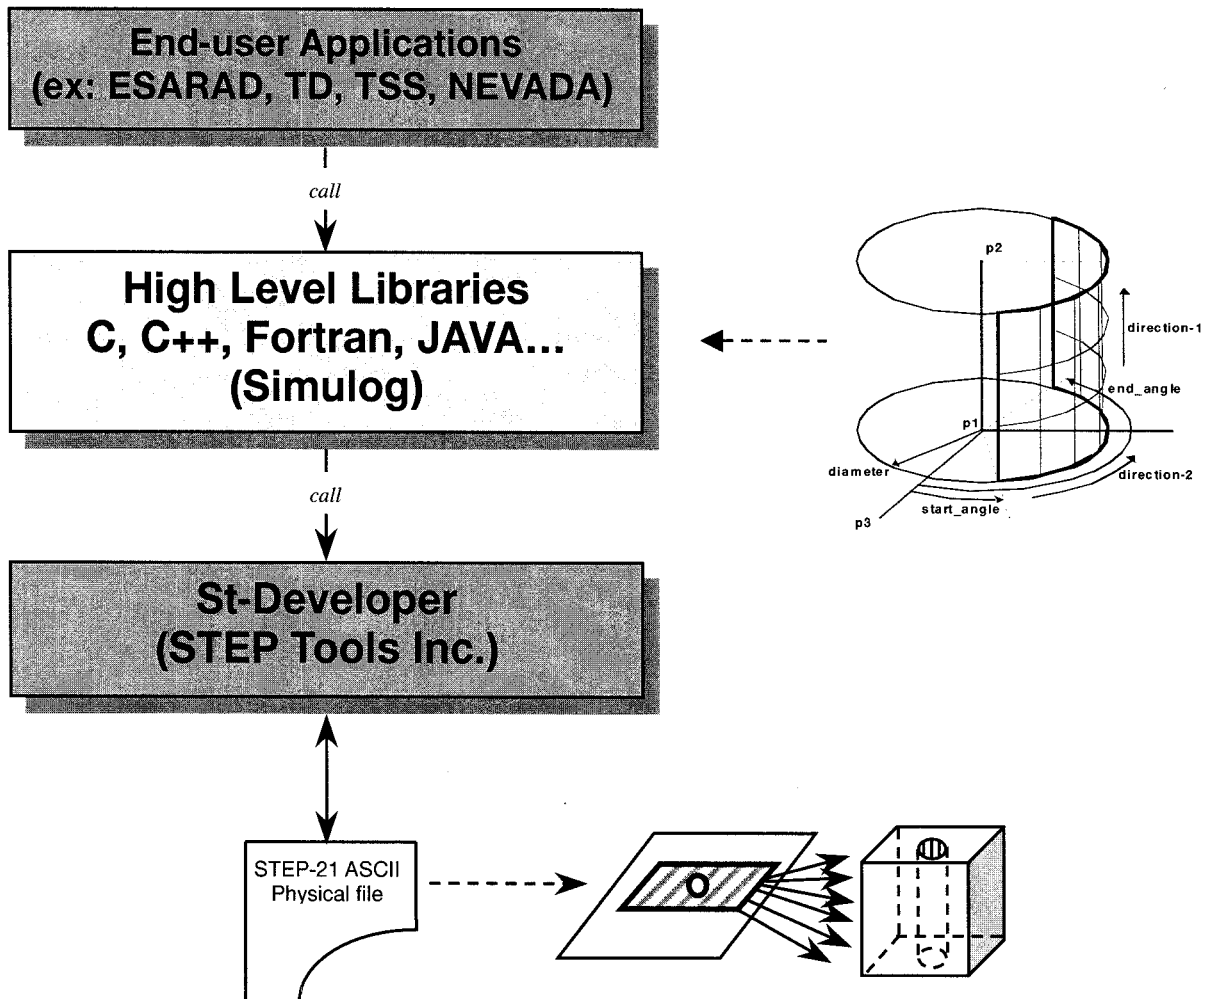 End-user Applications
(ex: ESARAD, TD, TSS, NEVADA)
call
High Level Libraries
C, C++, Fortran, JAVA...
(Simulog)
p2
direction-1
end_angle
p1
diameter
direction-2
start_angle
p3
call
St-Developer
(STEP Tools Inc.)
STEP-21 ASCII
Physical file